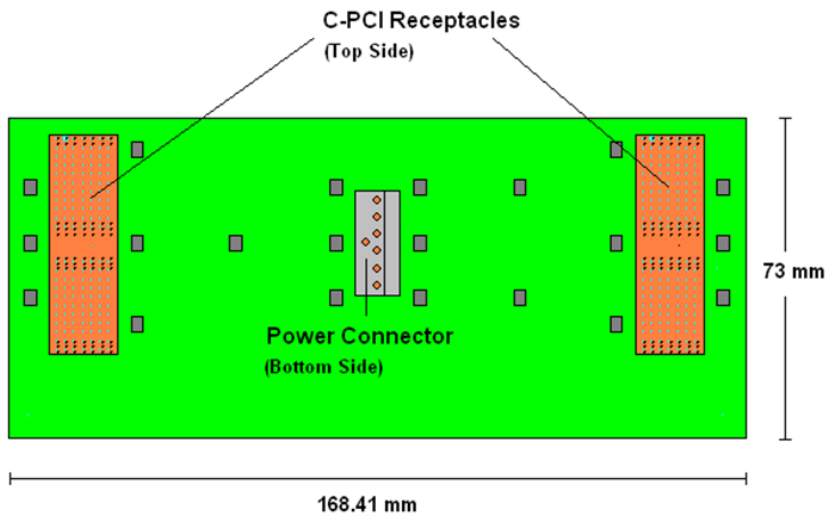 C-PCI Receptacles
(Top Side)
73 mm
Power Connector
(Bottom Side)
168.41 mm